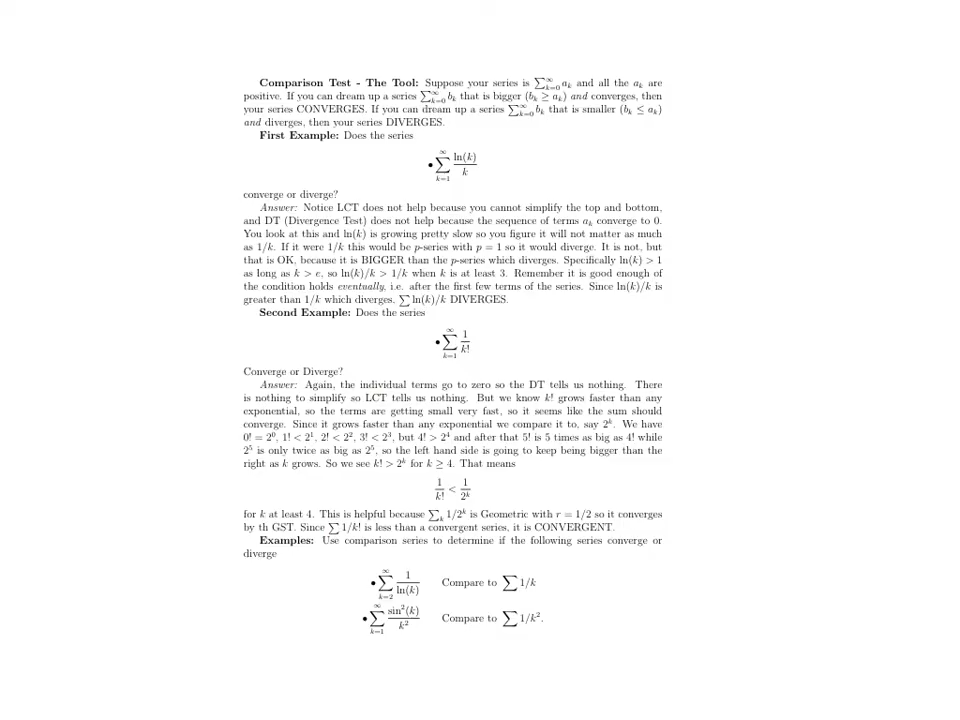 Comparison Test - The Tool: Suppose your series is ∑_{k=0}^∞ a_k and all the a_k are
positive. If you can dream up a series ∑_{k=0}^∞ b_k that is bigger (b_k ≥ a_k) and converges, then
your series CONVERGES. If you can dream up a series ∑_{k=0}^∞ b_k that is smaller (b_k ≤ a_k)
and diverges, then your series DIVERGES.
First Example: Does the series
• ∑_{k=1}^∞ ln(k)/k
converge or diverge?
Answer: Notice LCT does not help because you cannot simplify the top and bottom,
and DT (Divergence Test) does not help because the sequence of terms a_k converge to 0.
You look at this and ln(k) is growing pretty slow so you figure it will not matter as much
as 1/k. If it were 1/k this would be p-series with p = 1 so it would diverge. It is not, but
that is OK, because it is BIGGER than the p-series which diverges. Specifically ln(k) > 1
as long as k > e, so ln(k)/k > 1/k when k is at least 3. Remember it is good enough of
the condition holds eventually, i.e. after the first few terms of the series. Since ln(k)/k is
greater than 1/k which diverges, ∑ ln(k)/k DIVERGES.
Second Example: Does the series
• ∑_{k=1}^∞ 1/k!
Converge or Diverge?
Answer: Again, the individual terms go to zero so the DT tells us nothing. There
is nothing to simplify so LCT tells us nothing. But we know k! grows faster than any
exponential, so the terms are getting small very fast, so it seems like the sum should
converge. Since it grows faster than any exponential we compare it to, say 2^k. We have
0! = 2^0, 1! < 2^1, 2! < 2^2, 3! < 2^3, but 4! > 2^4 and after that 5! is 5 times as big as 4! while
2^5 is only twice as big as 2^5, so the left hand side is going to keep being bigger than the
right as k grows. So we see k! > 2^k for k ≥ 4. That means
1/k! < 1/2^k
for k at least 4. This is helpful because ∑_k 1/2^k is Geometric with r = 1/2 so it converges
by th GST. Since ∑ 1/k! is less than a convergent series, it is CONVERGENT.
Examples: Use comparison series to determine if the following series converge or
diverge
• ∑_{k=2}^∞ 1/ln(k) Compare to ∑ 1/k
• ∑_{k=1}^∞ sin^2(k)/k^2 Compare to ∑ 1/k^2.